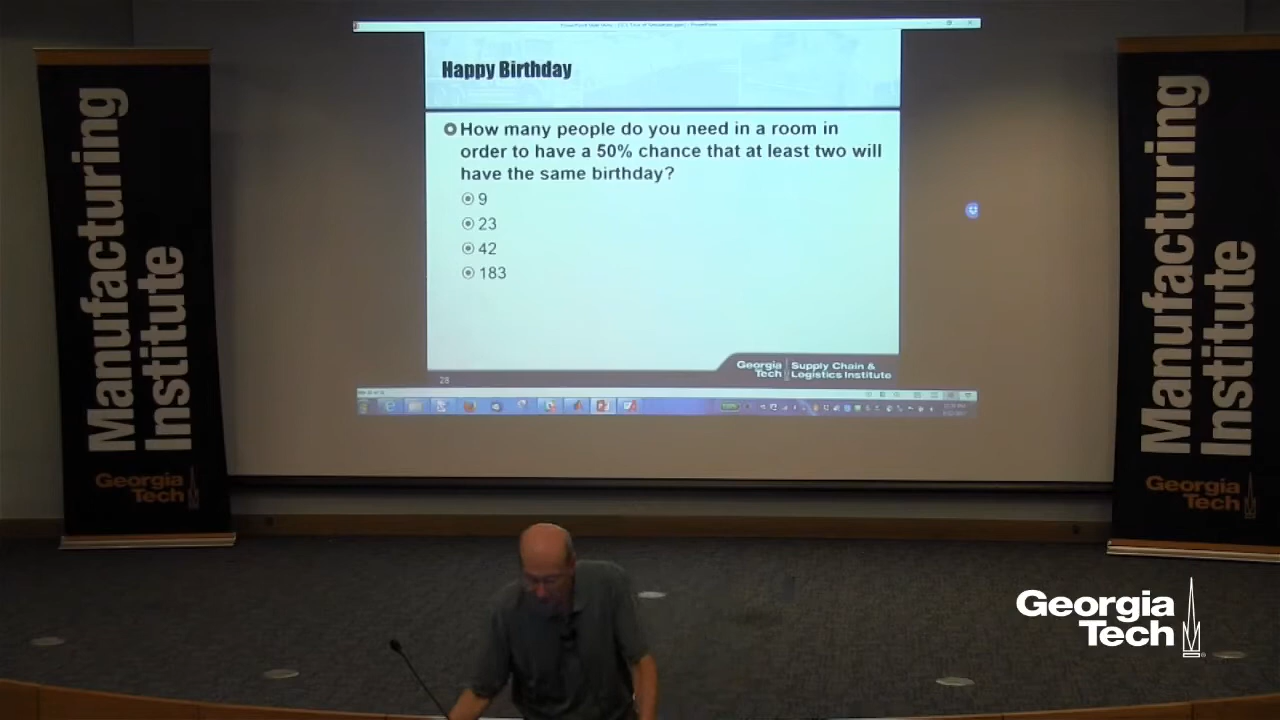 Happy Birthday
How many people do you need in a room in
order to have a 50% chance that at least two will
have the same birthday?
9
23
42
183
28
Georgia
Tech
Supply Chain &
Logistics Institute
Manufacturing
Institute
Georgia
Tech
Manufacturing
Institute
Georgia
Tech
Georgia
Tech